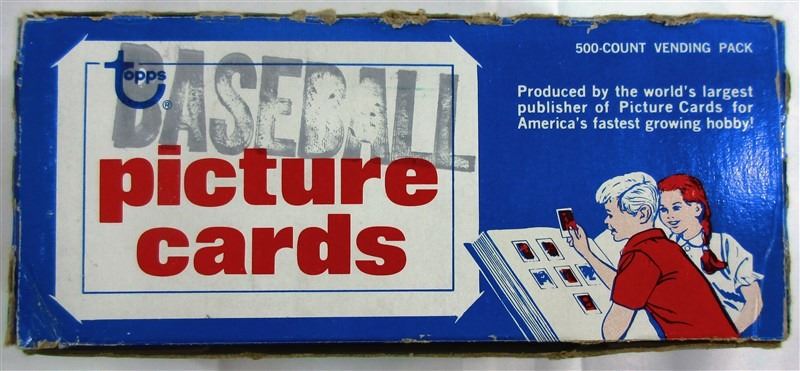 topps®
BASEBALL
picture
cards
500-COUNT VENDING PACK
Produced by the world's largest
publisher of Picture Cards for
America's fastest growing hobby!